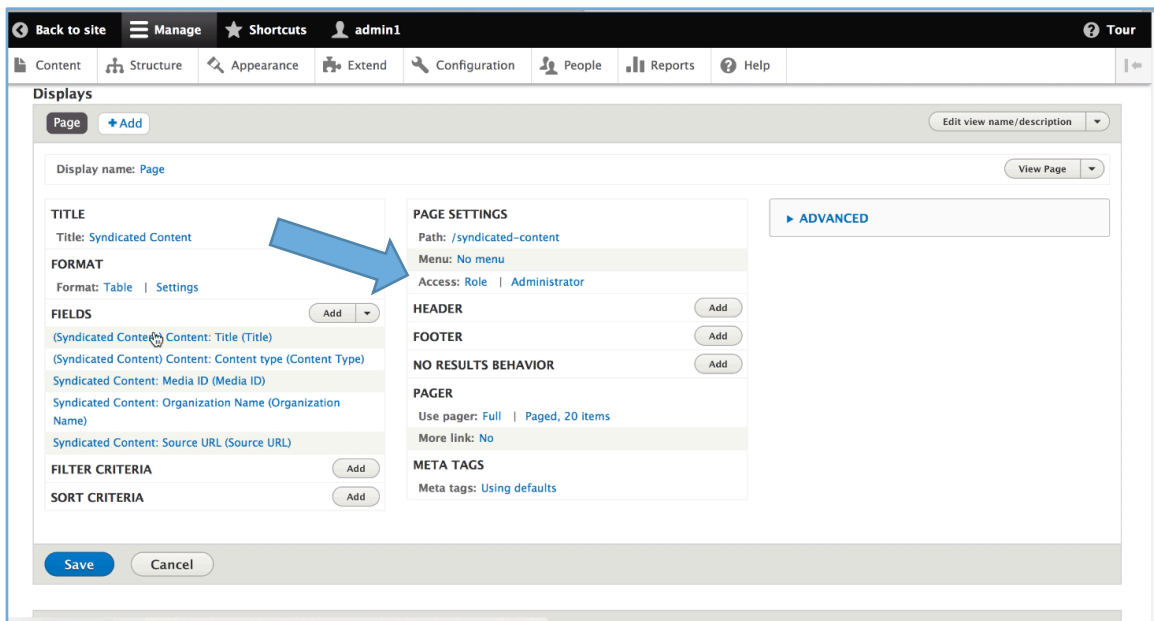 Back to site Manage Shortcuts admin1 Tour
Content Structure Appearance Extend Configuration People Reports Help
Displays
Page +Add Edit view name/description
Display name: Page View Page
TITLE
Title: Syndicated Content
FORMAT
Format: Table | Settings
FIELDS Add
(Syndicated Content) Content: Title (Title)
(Syndicated Content) Content: Content type (Content Type)
Syndicated Content: Media ID (Media ID)
Syndicated Content: Organization Name (Organization
Name)
Syndicated Content: Source URL (Source URL)
FILTER CRITERIA Add
SORT CRITERIA Add
PAGE SETTINGS
Path: /syndicated-content
Menu: No menu
Access: Role | Administrator
HEADER Add
FOOTER Add
NO RESULTS BEHAVIOR Add
PAGER
Use pager: Full | Paged, 20 items
More link: No
META TAGS
Meta tags: Using defaults
ADVANCED
Save Cancel